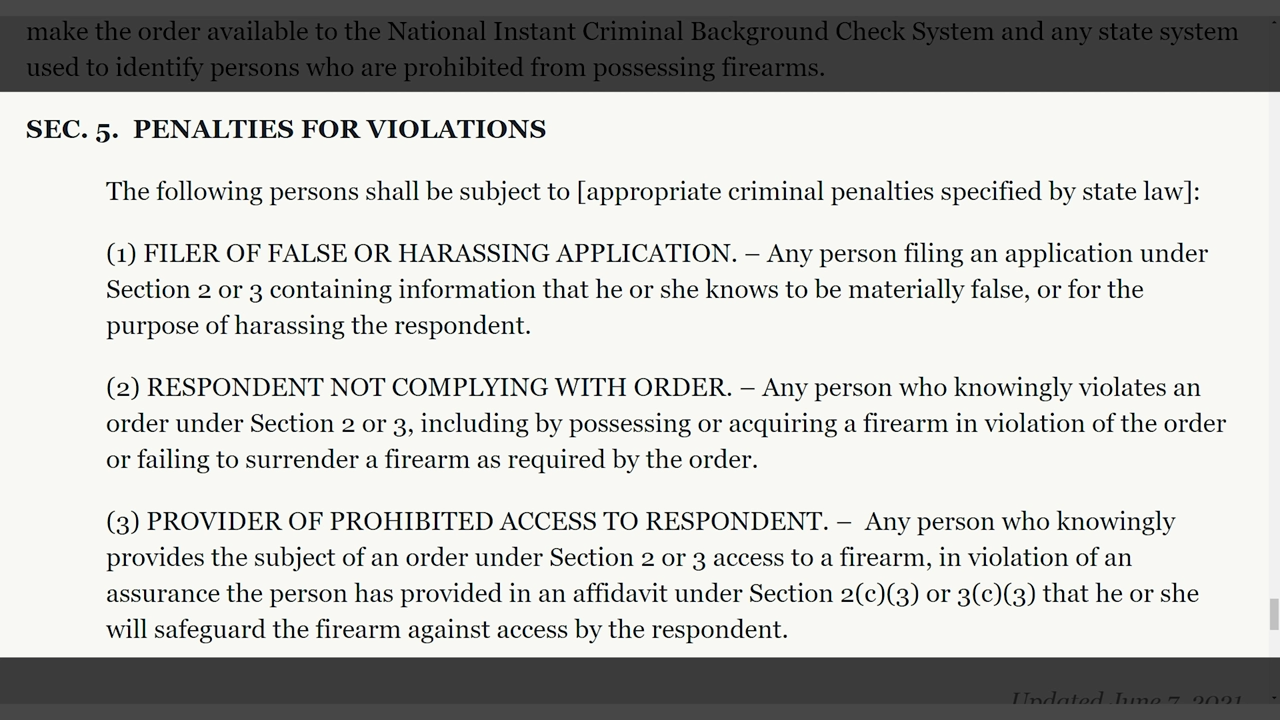 make the order available to the National Instant Criminal Background Check System and any state system
used to identify persons who are prohibited from possessing firearms.
SEC. 5.  PENALTIES FOR VIOLATIONS
The following persons shall be subject to [appropriate criminal penalties specified by state law]:
(1) FILER OF FALSE OR HARASSING APPLICATION. – Any person filing an application under
Section 2 or 3 containing information that he or she knows to be materially false, or for the
purpose of harassing the respondent.
(2) RESPONDENT NOT COMPLYING WITH ORDER. – Any person who knowingly violates an
order under Section 2 or 3, including by possessing or acquiring a firearm in violation of the order
or failing to surrender a firearm as required by the order.
(3) PROVIDER OF PROHIBITED ACCESS TO RESPONDENT. –  Any person who knowingly
provides the subject of an order under Section 2 or 3 access to a firearm, in violation of an
assurance the person has provided in an affidavit under Section 2(c)(3) or 3(c)(3) that he or she
will safeguard the firearm against access by the respondent.
Updated June 7, 2021